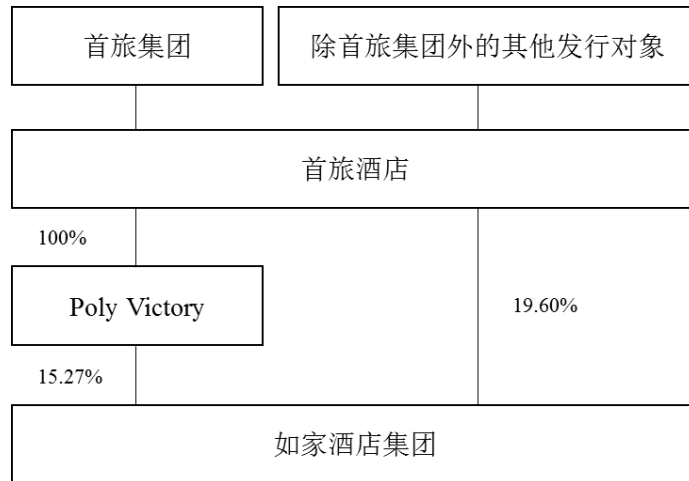 首旅集团
除首旅集团外的其他发行对象
首旅酒店
100%
Poly Victory
19.60%
15.27%
如家酒店集团